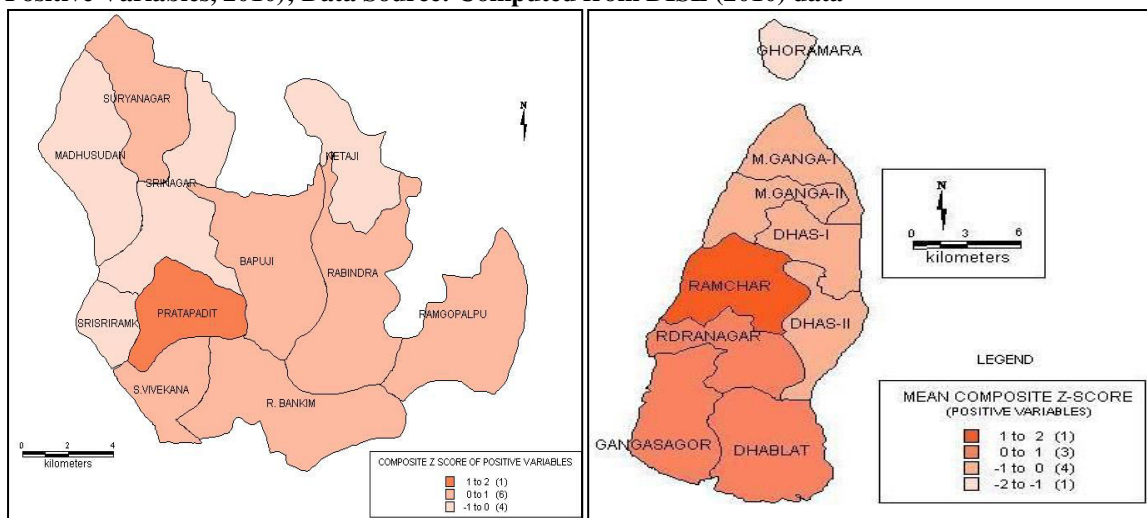 Positive Variables, 2010); Data Source: Computed from DISE (2010) data
SURYANAGAR
MADHUSUDAN
SRINAGAR
NETAJI
N
BAPUJI
RABINDRA
PRATAPADIT
SRISRIRAMK
RAMGOPALPU
S.VIVEKANA
R. BANKIM
0 2 4
kilometers
COMPOSITE Z SCORE OF POSITIVE VARIABLES
1 to 2 (1)
0 to 1 (6)
-1 to 0 (4)
GHORAMARA
M.GANGA-I
M.GANGA-II
DHAS-I
RAMCHAR
DHAS-II
RDRANAGAR
GANGASAGOR
DHABLAT
N
0 3 6
kilometers
LEGEND
MEAN COMPOSITE Z-SCORE
(POSITIVE VARIABLES)
1 to 2 (1)
0 to 1 (3)
-1 to 0 (4)
-2 to -1 (1)